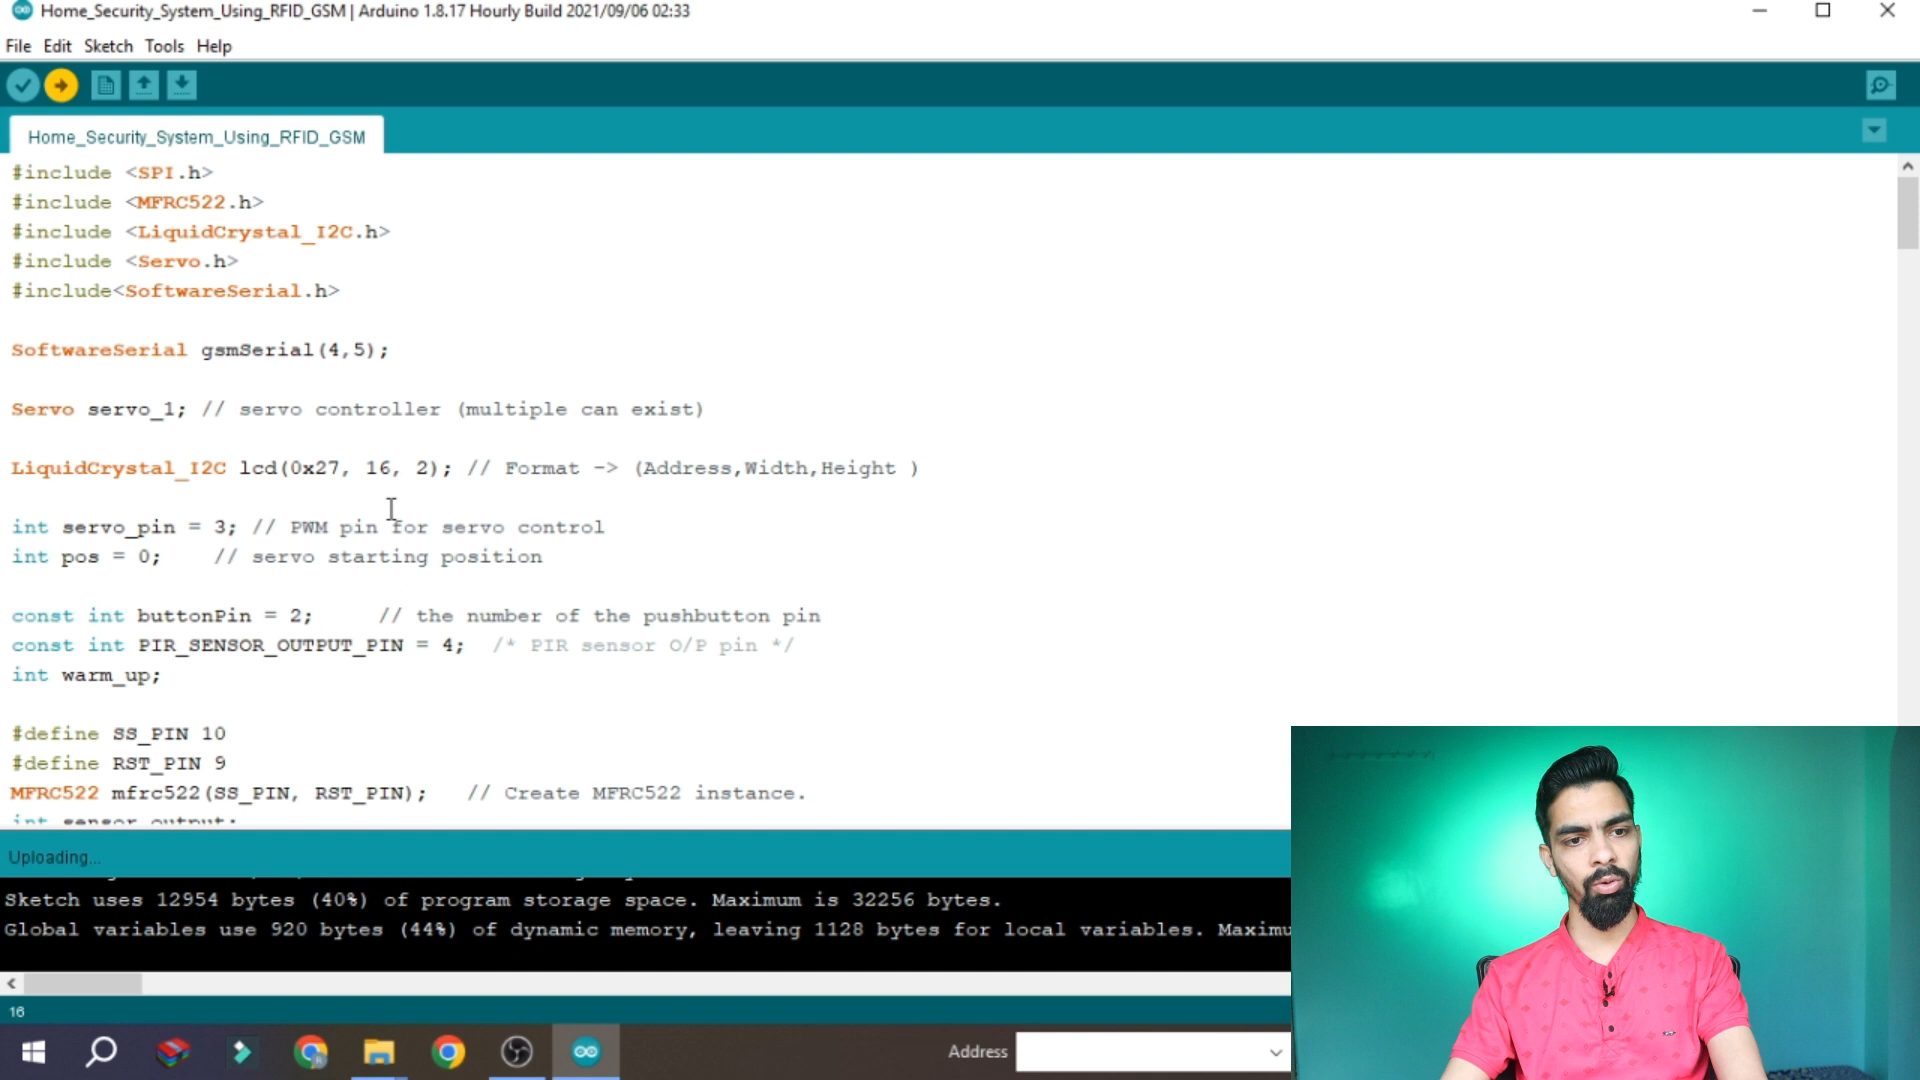 Home_Security_System_Using_RFID_GSM | Arduino 1.8.17 Hourly Build 2021/09/06 02:33
File Edit Sketch Tools Help
Home_Security_System_Using_RFID_GSM
#include <SPI.h>
#include <MFRC522.h>
#include <LiquidCrystal_I2C.h>
#include <Servo.h>
#include<SoftwareSerial.h>
SoftwareSerial gsmSerial(4,5);
Servo servo_1; // servo controller (multiple can exist)
LiquidCrystal_I2C lcd(0x27, 16, 2); // Format -> (Address,Width,Height )
int servo_pin = 3; // PWM pin for servo control
int pos = 0;    // servo starting position
const int buttonPin = 2;     // the number of the pushbutton pin
const int PIR_SENSOR_OUTPUT_PIN = 4;  /* PIR sensor O/P pin */
int warm_up;
#define SS_PIN 10
#define RST_PIN 9
MFRC522 mfrc522(SS_PIN, RST_PIN);   // Create MFRC522 instance.
int sensor_output;
Uploading...
Sketch uses 12954 bytes (40%) of program storage space. Maximum is 32256 bytes.
Global variables use 920 bytes (44%) of dynamic memory, leaving 1128 bytes for local variables. Maximu
16
Address